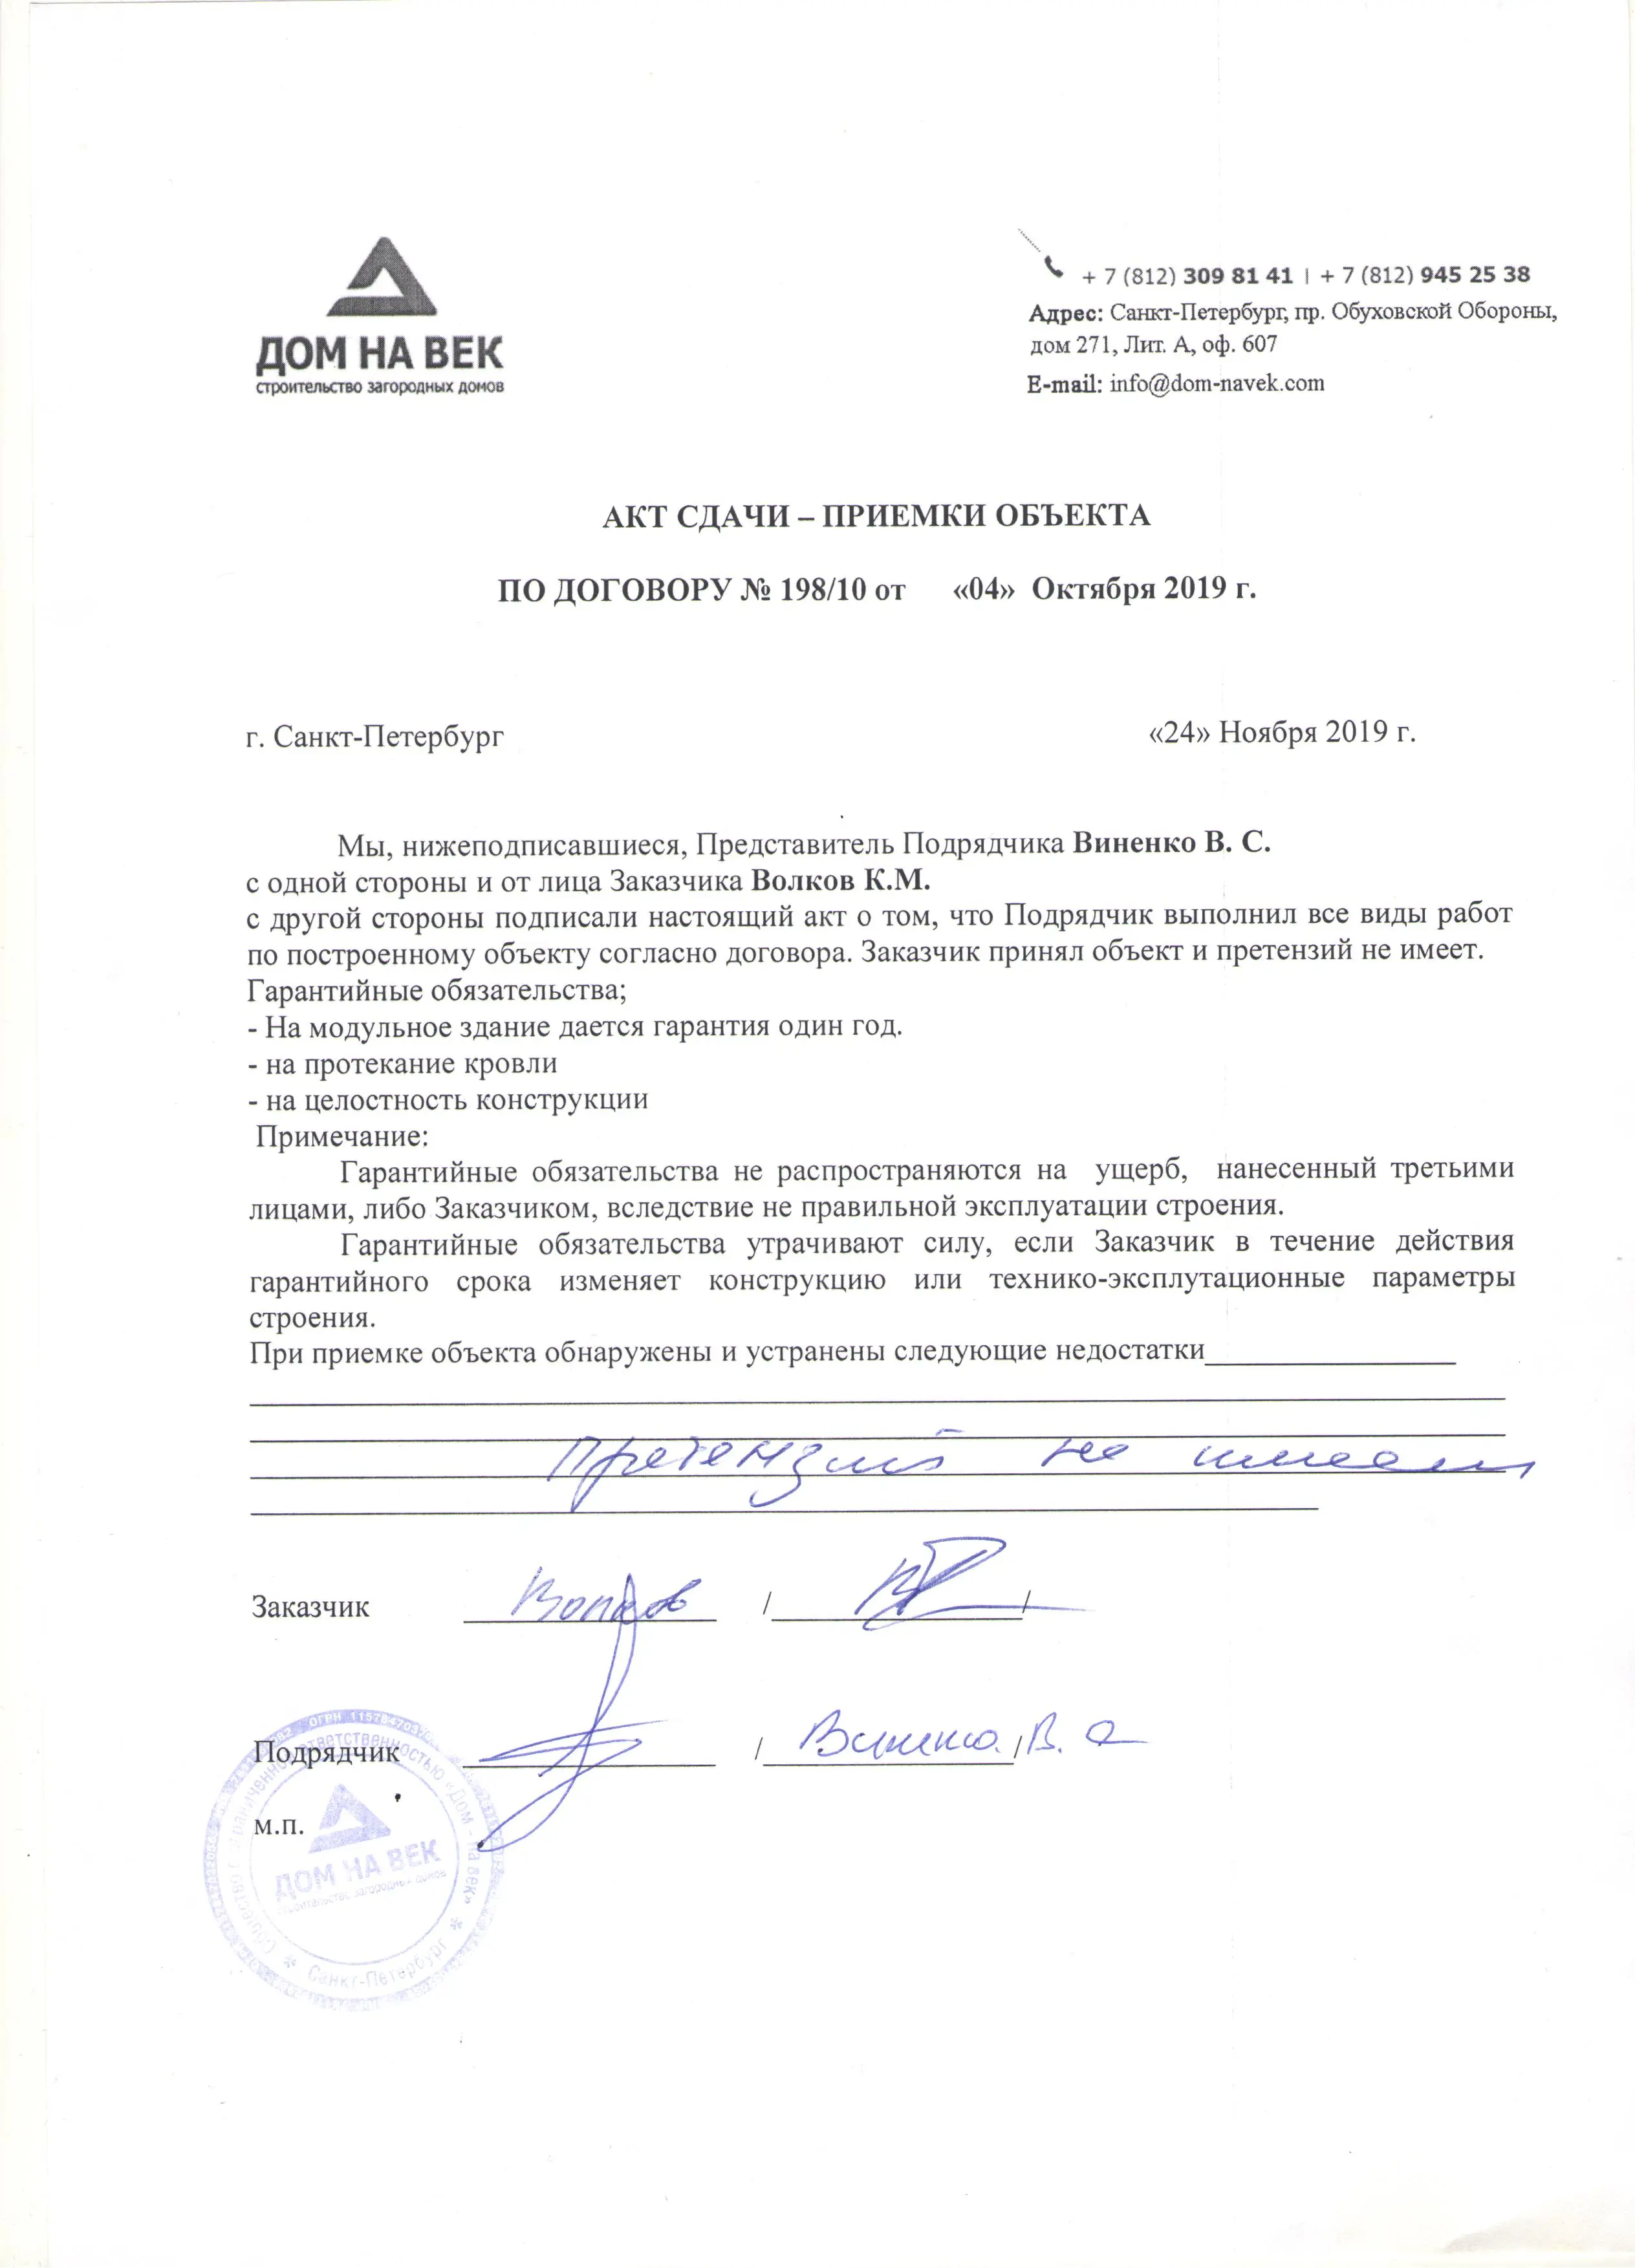 ДОМ НА ВЕК
строительство загородных домов
+ 7 (812) 309 81 41 | + 7 (812) 945 25 38
Адрес: Санкт-Петербург, пр. Обуховской Обороны,
дом 271, Лит. А, оф. 607
E-mail: info@dom-navek.com
АКТ СДАЧИ – ПРИЕМКИ ОБЪЕКТА
ПО ДОГОВОРУ № 198/10 от «04» Октября 2019 г.
г. Санкт-Петербург «24» Ноября 2019 г.
Мы, нижеподписавшиеся, Представитель Подрядчика Виненко В. С.
с одной стороны и от лица Заказчика Волков К.М.
с другой стороны подписали настоящий акт о том, что Подрядчик выполнил все виды работ
по построенному объекту согласно договора. Заказчик принял объект и претензий не имеет.
Гарантийные обязательства;
- На модульное здание дается гарантия один год.
- на протекание кровли
- на целостность конструкции
Примечание:
Гарантийные обязательства не распространяются на ущерб, нанесенный третьими
лицами, либо Заказчиком, вследствие не правильной эксплуатации строения.
Гарантийные обязательства утрачивают силу, если Заказчик в течение действия
гарантийного срока изменяет конструкцию или технико-эксплутационные параметры
строения.
При приемке объекта обнаружены и устранены следующие недостатки
Претензий не имеем
Заказчик Волков / /
Подрядчик / Виненко / В. С
м.п.
Общество с ограниченной ответственностью «Дом - на век»
ДОМ НА ВЕК
строительство загородных домов
Санкт-Петербург